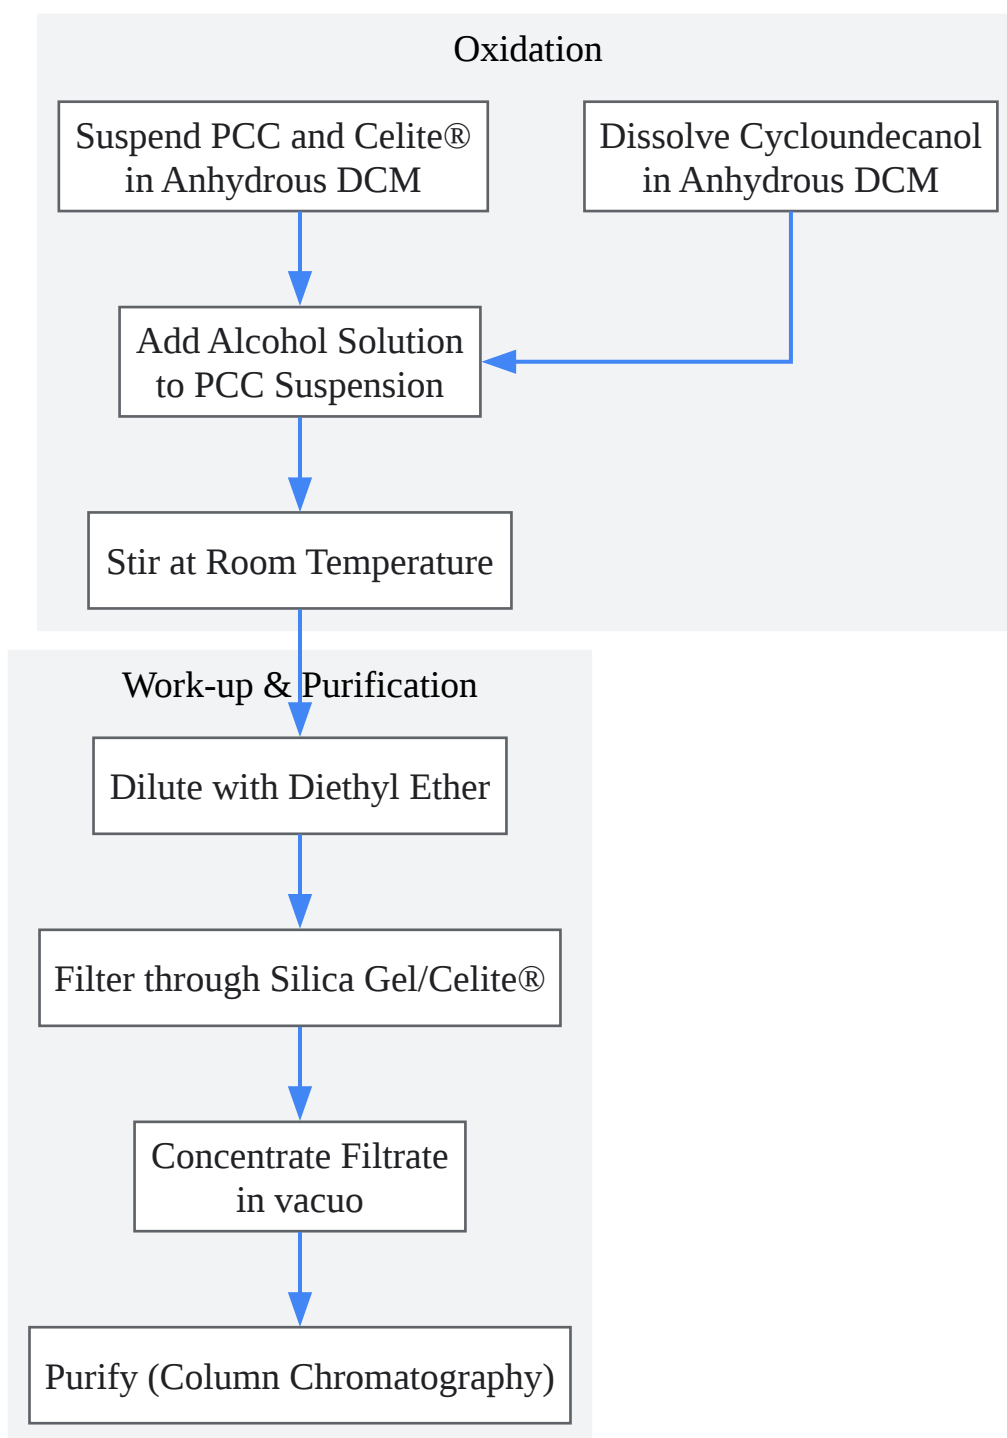 Oxidation
Suspend PCC and Celite®
in Anhydrous DCM
Dissolve Cycloundecanol
in Anhydrous DCM
Add Alcohol Solution
to PCC Suspension
Stir at Room Temperature
Work-up & Purification
Dilute with Diethyl Ether
Filter through Silica Gel/Celite®
Concentrate Filtrate
in vacuo
Purify (Column Chromatography)